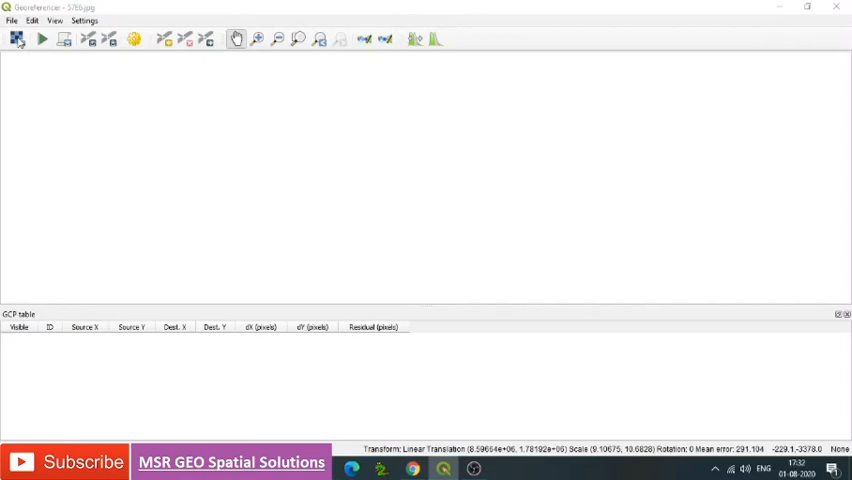 Georeferencer - 57E6.jpg
File Edit View Settings
GCP table
Visible ID Source X Source Y Dest. X Dest. Y dX (pixels) dY (pixels) Residual (pixels)
Transform: Linear Translation (8.59664e+06, 1.78192e+06) Scale (9.10675, 10.6828) Rotation: 0 Mean error: 291.104 -229.1,-3378.0 None
Subscribe MSR GEO Spatial Solutions
ENG
17:32
01-08-2020